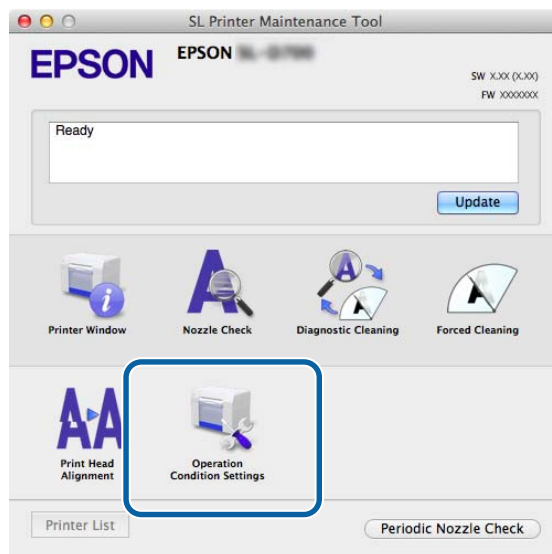 SL Printer Maintenance Tool
EPSON
EPSON
SW X.XX (X.XX)
FW XXXXXXX
Ready
Update
Printer Window
Nozzle Check
Diagnostic Cleaning
Forced Cleaning
Print Head
Alignment
Operation
Condition Settings
Printer List
Periodic Nozzle Check